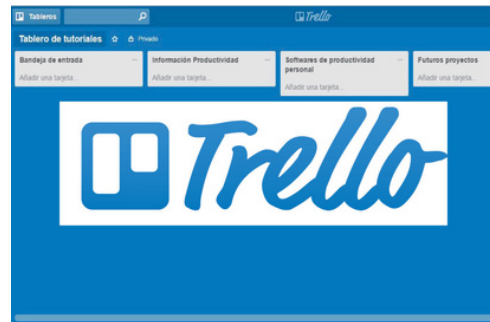 Tableros
Trello
Tablero de tutoriales
Privado
Bandeja de entrada
Añadir una tarjeta...
Información Productividad
Añadir una tarjeta...
Softwares de productividad
personal
Añadir una tarjeta...
Futuros proyectos
Añadir una tarjeta...
Trello